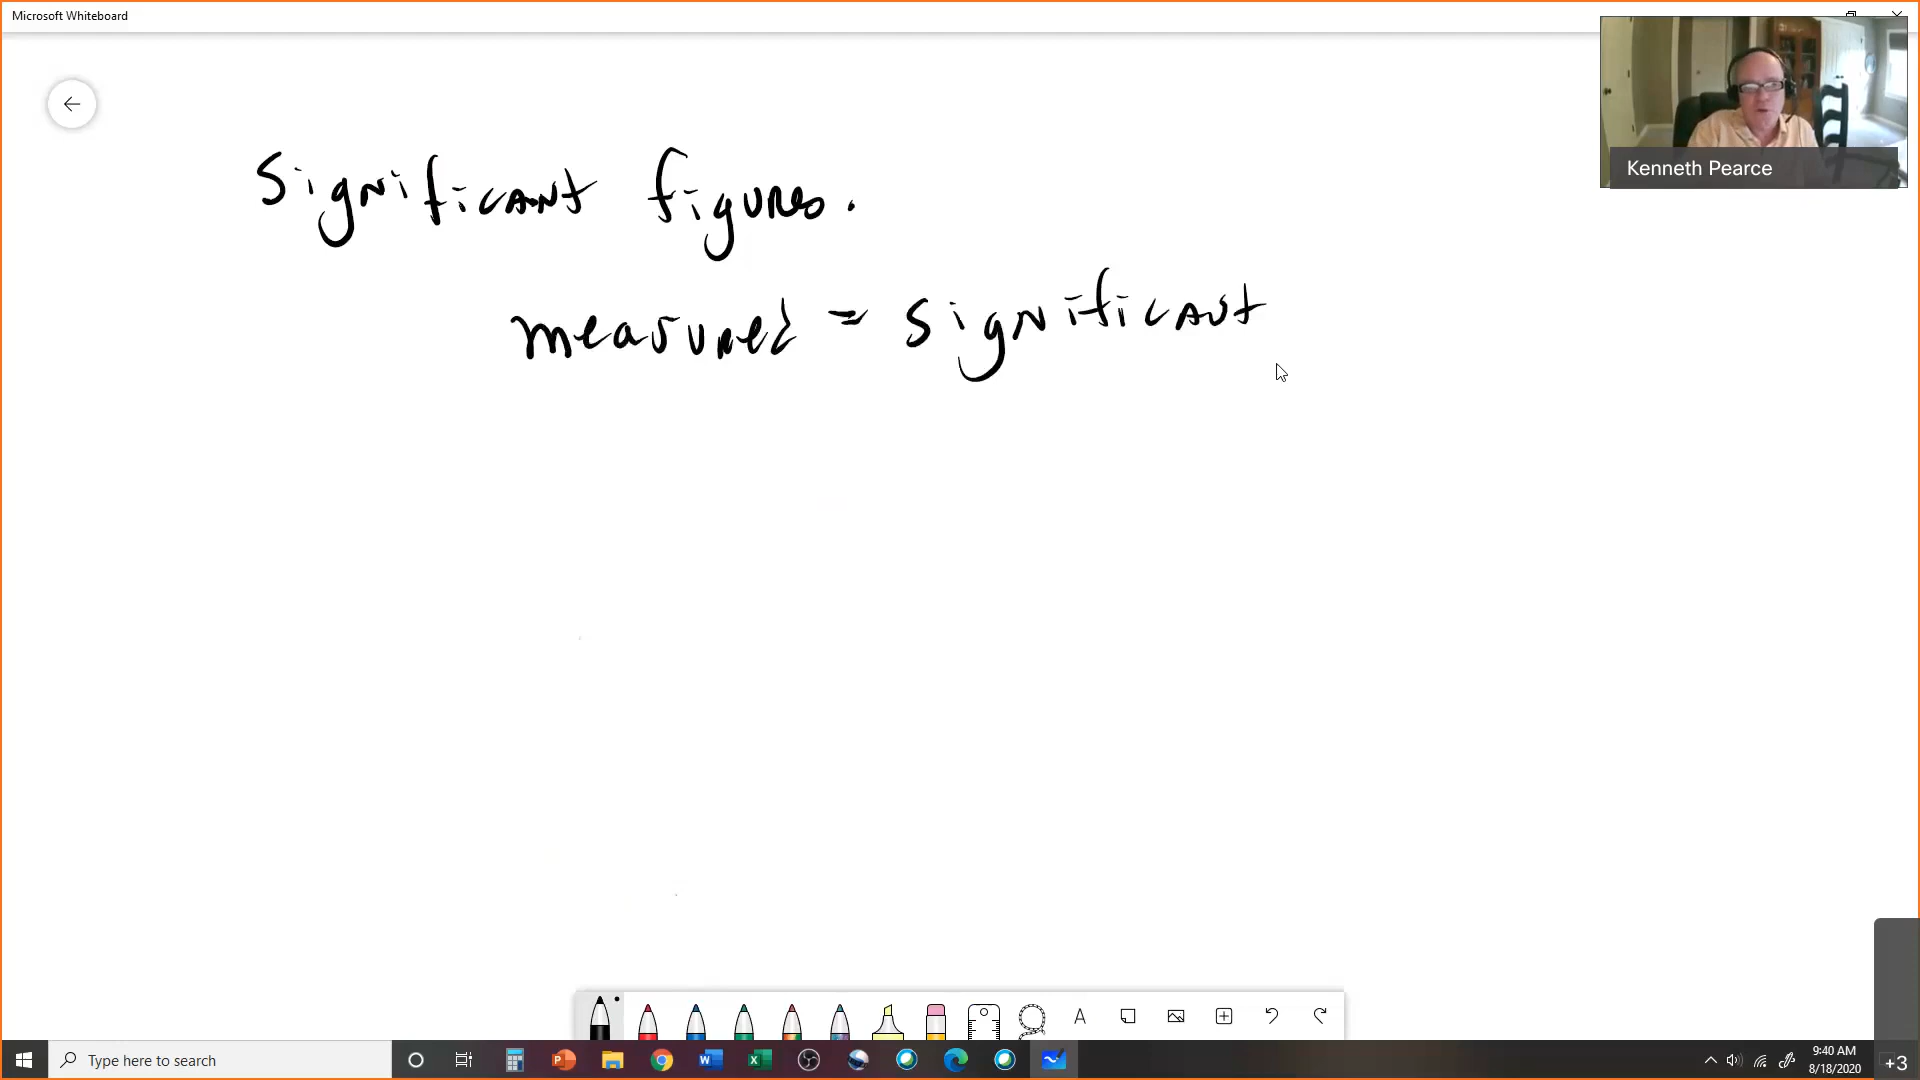 Microsoft Whiteboard
Kenneth Pearce
Significant figures.
measured = significant
A
Type here to search
9:40 AM
8/18/2020
+3